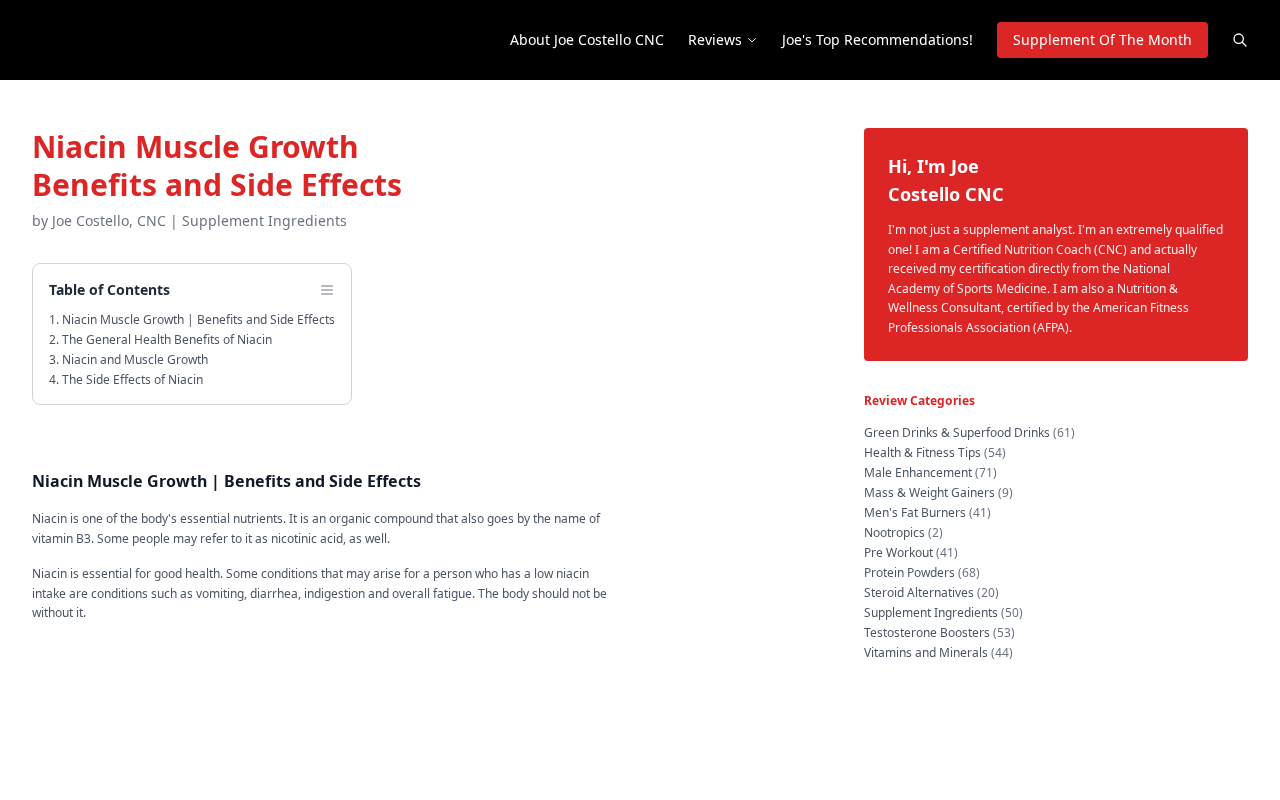 About Joe Costello CNC
Reviews
Joe's Top Recommendations!
Supplement Of The Month
Niacin Muscle Growth
Benefits and Side Effects
by Joe Costello, CNC | Supplement Ingredients
Table of Contents
1. Niacin Muscle Growth | Benefits and Side Effects
2. The General Health Benefits of Niacin
3. Niacin and Muscle Growth
4. The Side Effects of Niacin
Niacin Muscle Growth | Benefits and Side Effects
Niacin is one of the body's essential nutrients. It is an organic compound that also goes by the name of
vitamin B3. Some people may refer to it as nicotinic acid, as well.
Niacin is essential for good health. Some conditions that may arise for a person who has a low niacin
intake are conditions such as vomiting, diarrhea, indigestion and overall fatigue. The body should not be
without it.
Hi, I'm Joe
Costello CNC
I'm not just a supplement analyst. I'm an extremely qualified
one! I am a Certified Nutrition Coach (CNC) and actually
received my certification directly from the National
Academy of Sports Medicine. I am also a Nutrition &
Wellness Consultant, certified by the American Fitness
Professionals Association (AFPA).
Review Categories
Green Drinks & Superfood Drinks (61)
Health & Fitness Tips (54)
Male Enhancement (71)
Mass & Weight Gainers (9)
Men's Fat Burners (41)
Nootropics (2)
Pre Workout (41)
Protein Powders (68)
Steroid Alternatives (20)
Supplement Ingredients (50)
Testosterone Boosters (53)
Vitamins and Minerals (44)